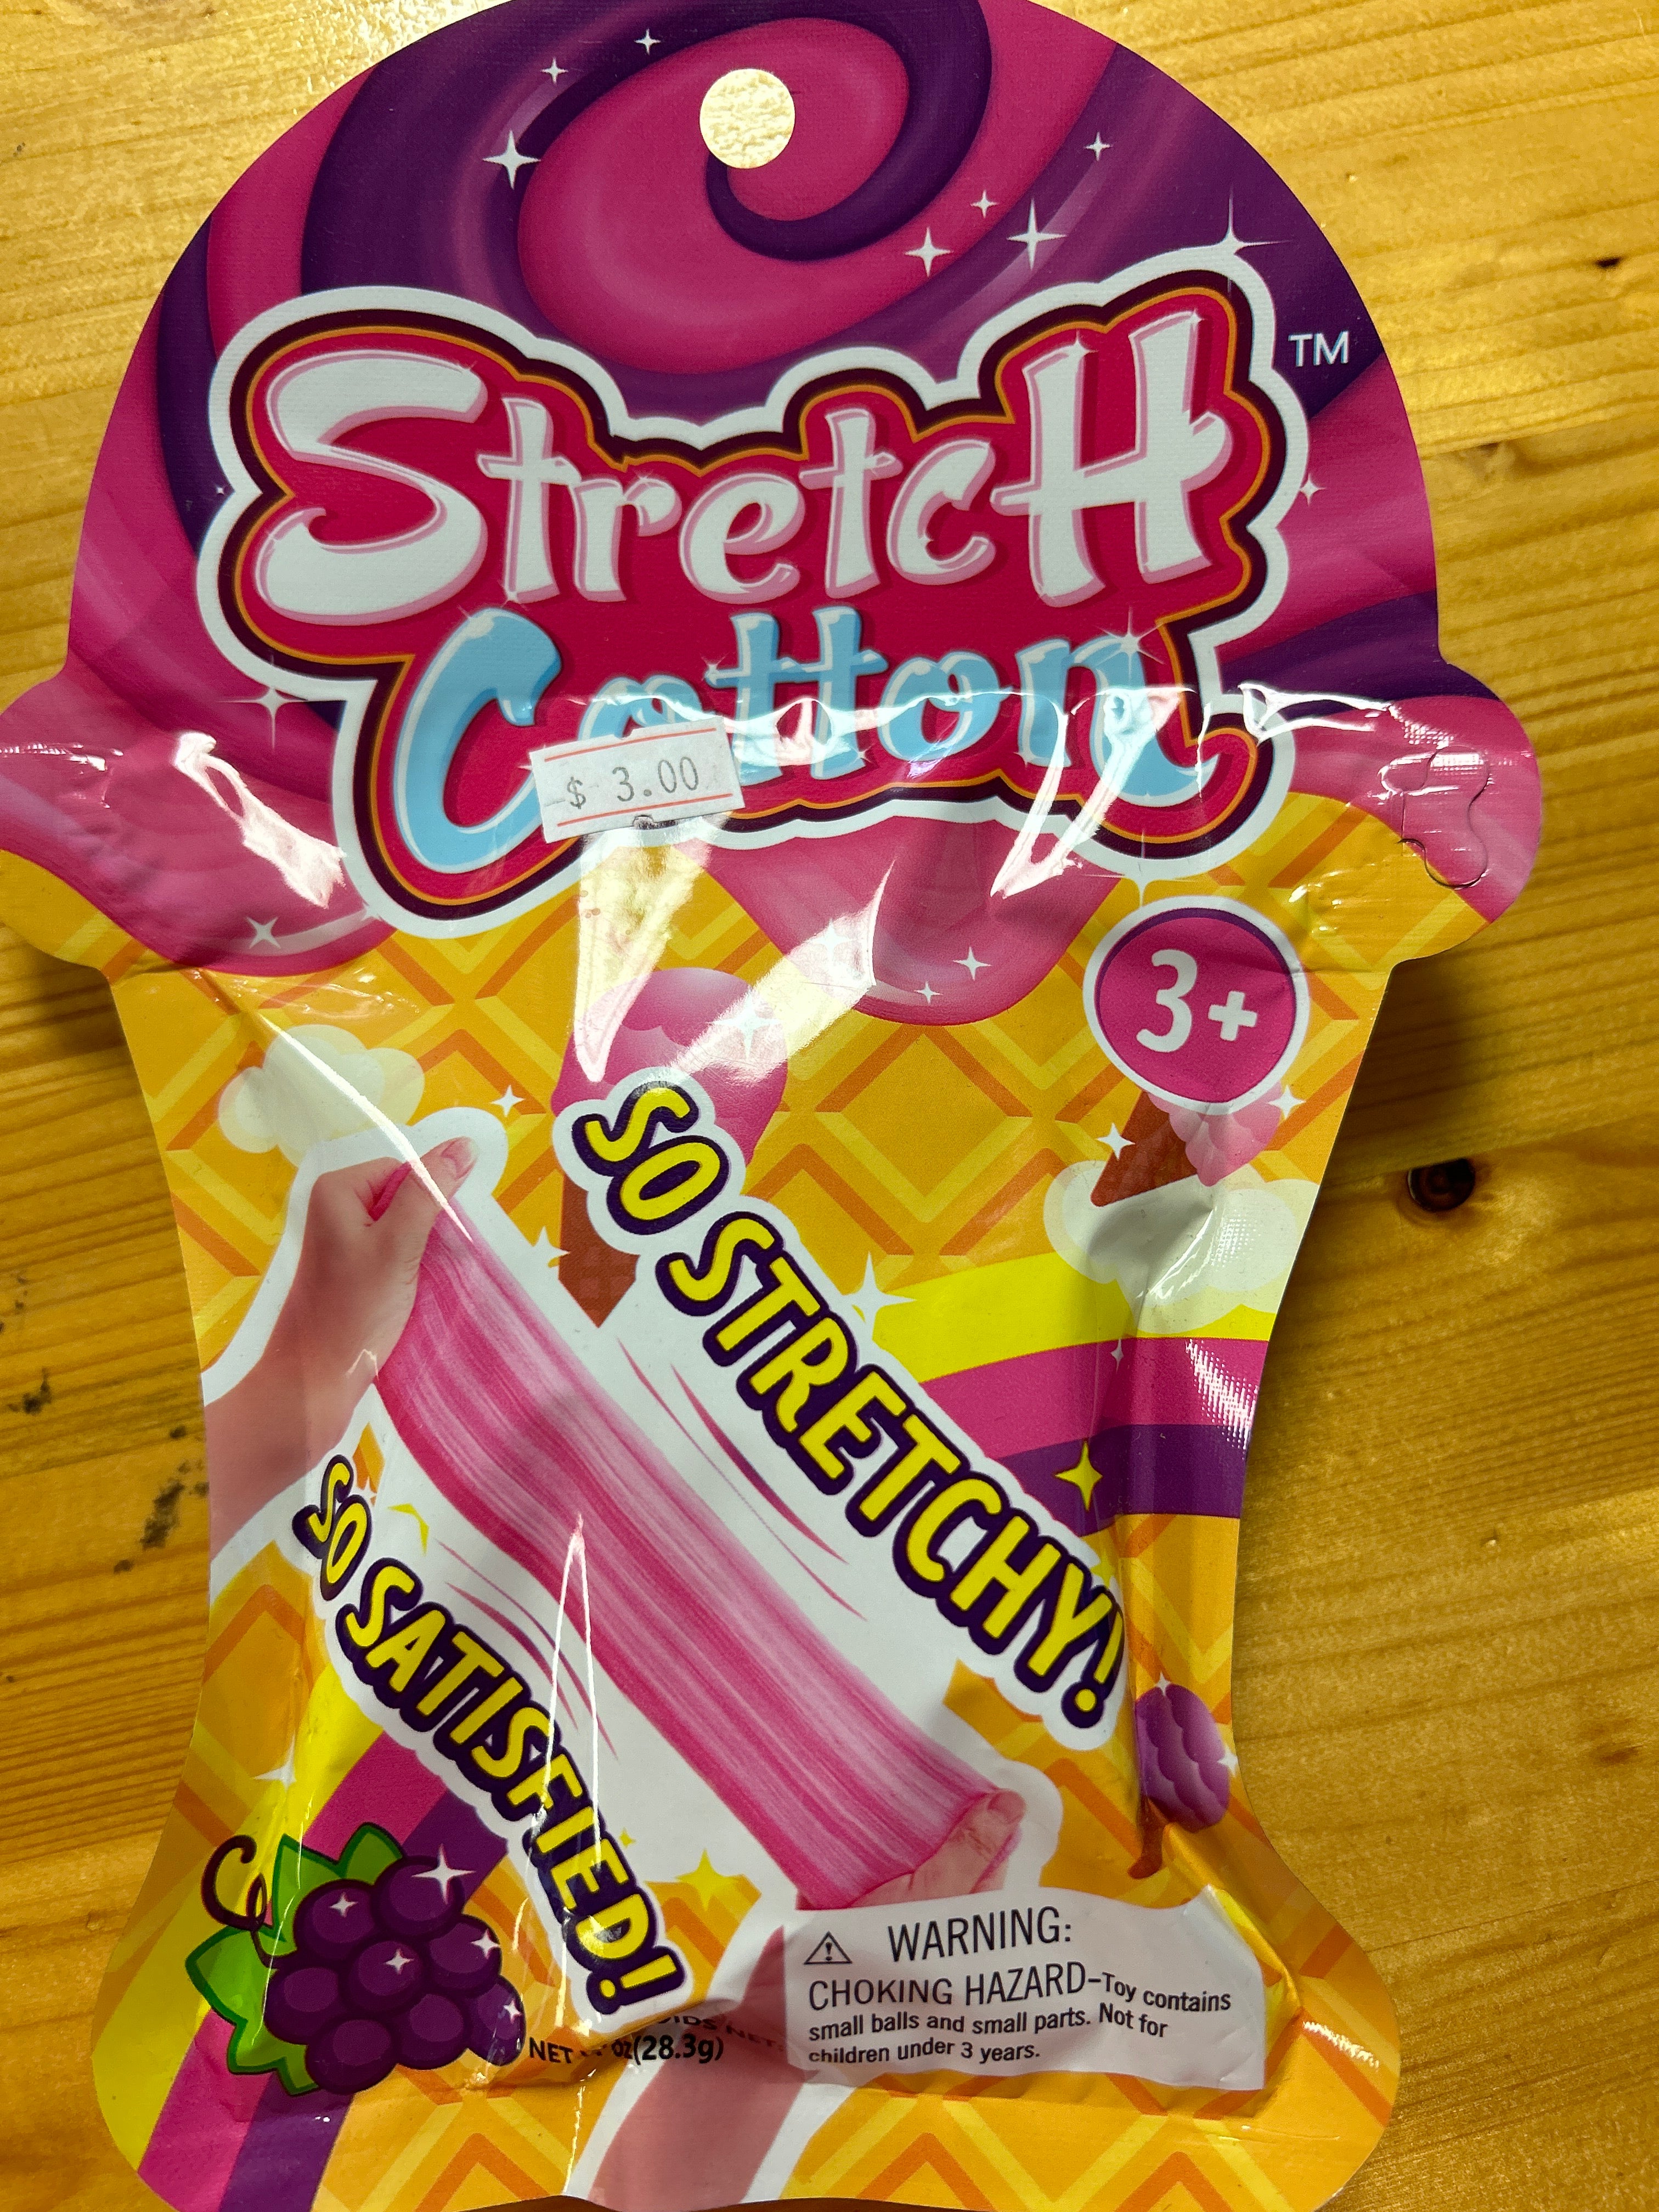 StretcH
Cotton
TM
$ 3.00
3+
SO STRETCHY!
SO SATISFIED!
NET oz(28.3g)
WARNING:
CHOKING HAZARD-Toy contains
small balls and small parts. Not for
children under 3 years.